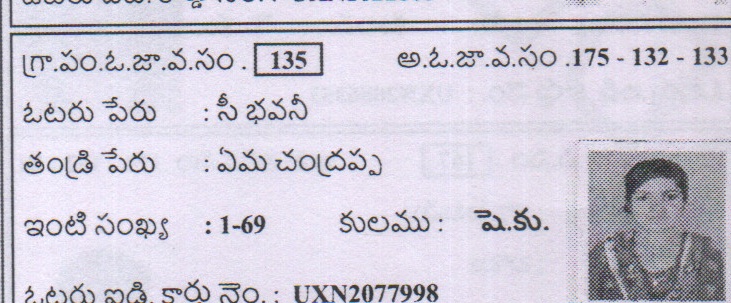 గ్రా.పం.ఓ.జా.వ.సం . 135 అ.ఓ.జా.వ.సం .175 - 132 - 133
ఓటరు పేరు : సీ భవనీ
తండ్రి పేరు : ఏమ చంద్రప్ప
ఇంటి సంఖ్య : 1-69 కులము : షె.కు.
ఓటరు ఐడి. కార్డు నెం. : UXN2077998